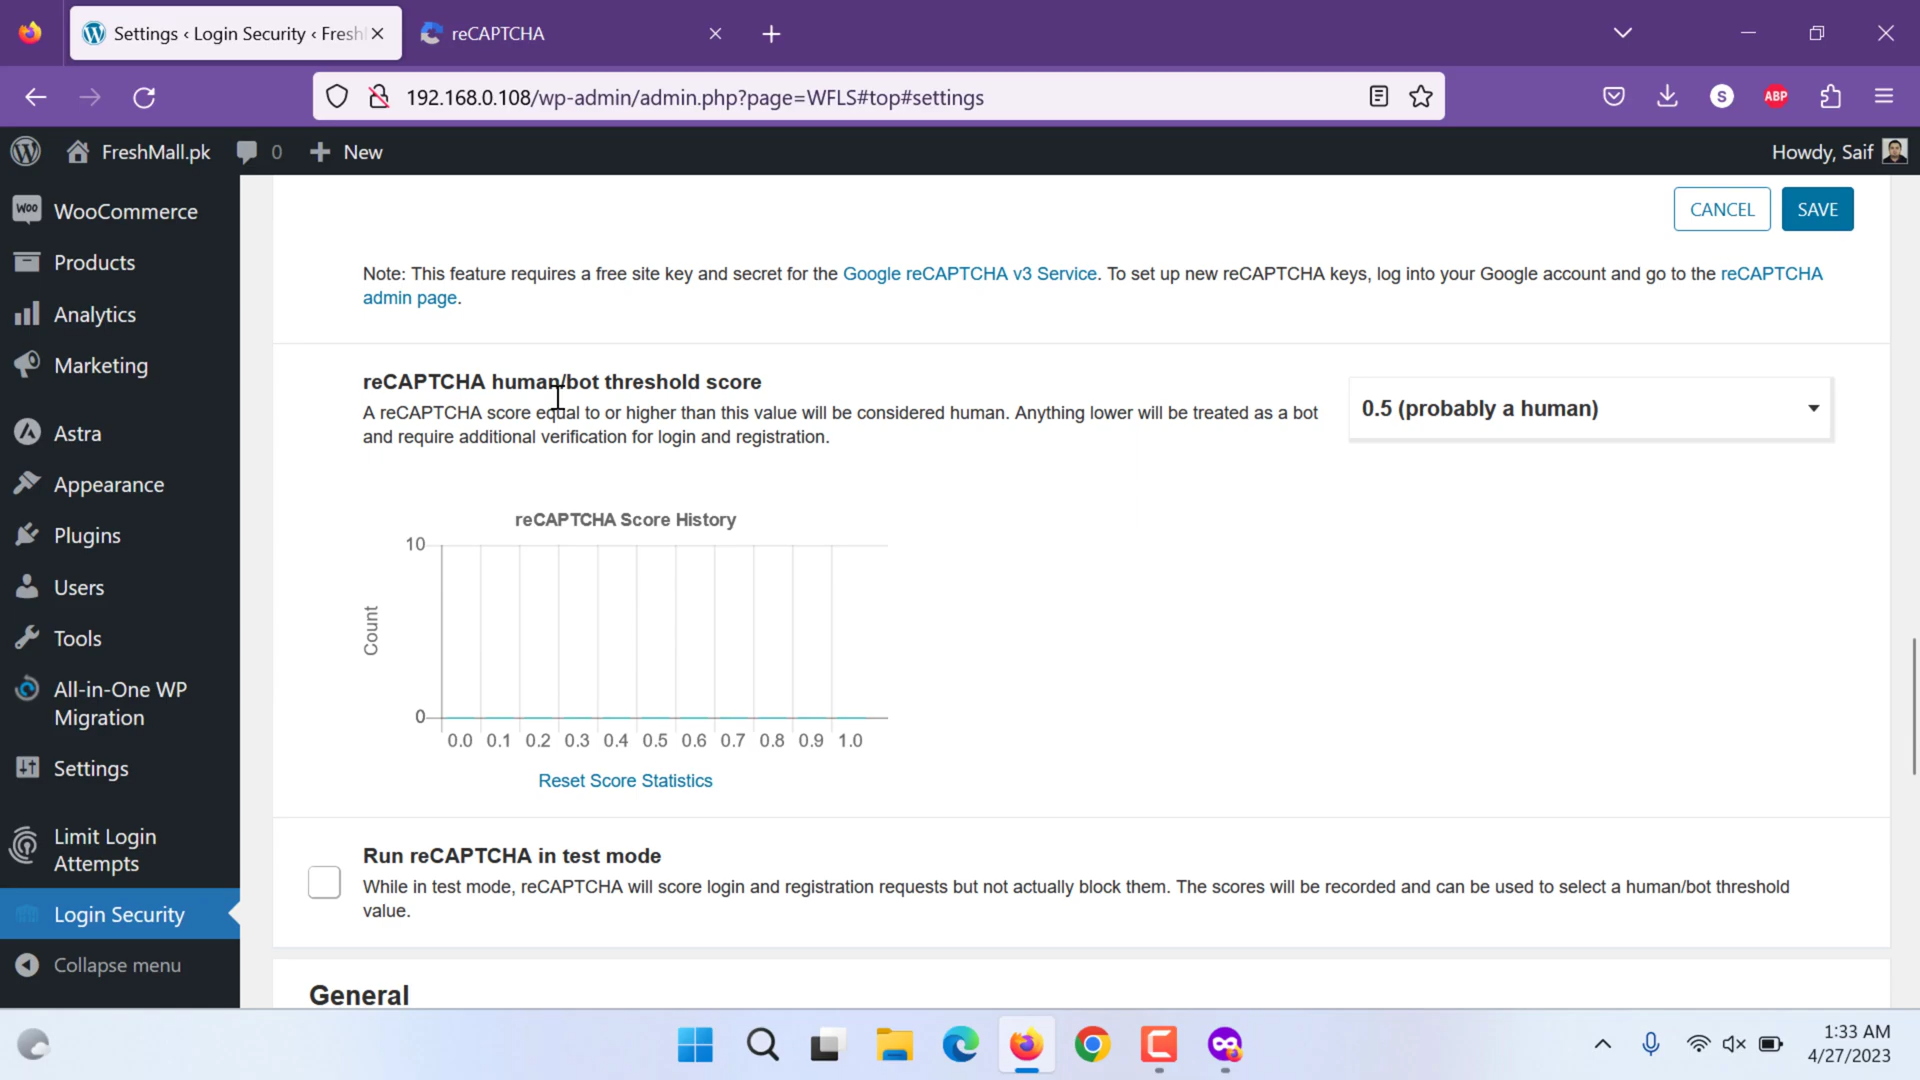 Settings ‹ Login Security ‹ Fresh
reCAPTCHA
192.168.0.108/wp-admin/admin.php?page=WFLS#top#settings
S
ABP
FreshMall.pk
0
New
Howdy, Saif
Woo
WooCommerce
Products
Analytics
Marketing
Astra
Appearance
Plugins
Users
Tools
All-in-One WP
Migration
Settings
Limit Login
Attempts
Login Security
Collapse menu
CANCEL
SAVE
Note: This feature requires a free site key and secret for the Google reCAPTCHA v3 Service. To set up new reCAPTCHA keys, log into your Google account and go to the reCAPTCHA
admin page.
reCAPTCHA human/bot threshold score
A reCAPTCHA score equal to or higher than this value will be considered human. Anything lower will be treated as a bot
and require additional verification for login and registration.
0.5 (probably a human)
reCAPTCHA Score History
10
Count
0
0.0 0.1 0.2 0.3 0.4 0.5 0.6 0.7 0.8 0.9 1.0
Reset Score Statistics
Run reCAPTCHA in test mode
While in test mode, reCAPTCHA will score login and registration requests but not actually block them. The scores will be recorded and can be used to select a human/bot threshold
value.
General
1:33 AM
4/27/2023